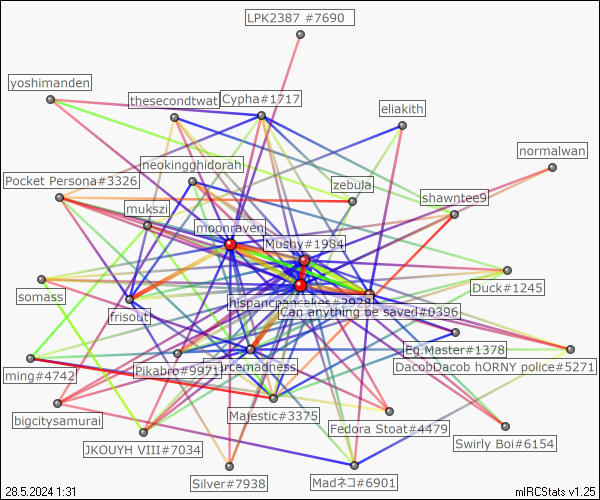 LPK2387 #7690
yoshimanden
thesecondtwat
Cypha#1717
eliakith
normalwan
neokingghidorah
Pocket Persona#3326
zebula
shawntee9
mukszi
moonraven
Mushy#1984
somass
Duck#1245
frisout
hispancpancakes#2928
Can anything be saved#0396
Eg.Master#1378
ming#4742
Pikabro#9971
rcemadness
DacobDacob hORNY police#5271
bigcitysamurai
Majestic#3375
Fedora Stoat#4479
JKOUYH VIII#7034
Swirly Boi#6154
Silver#7938
Madネコ#6901
28.5.2024 1:31
mIRCStats v1.25